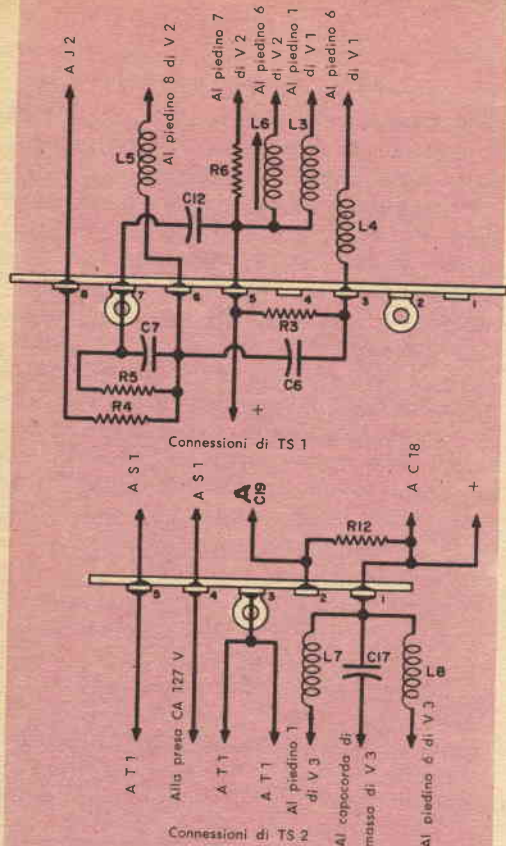 A J 2
Al piedino 8 di V 2
Al piedino 7
di V 2
Al piedino 6
di V 2
Al piedino 1
di V 1
Al piedino 6
di V 1
L5
C12
R6
L6
L3
L4
8
7
6
5
4
3
2
1
C7
R5
R4
R3
C6
+
Connessioni di TS 1
A S 1
A S 1
A
C19
R12
A C 18
+
5
4
3
2
1
L7
C17
L8
A T 1
Alla presa CA 127 V
A T 1
A T 1
Al piedino 1
di V 3
Al capocorda di
massa di V 3
Al piedino 6 di V 3
Connessioni di TS 2